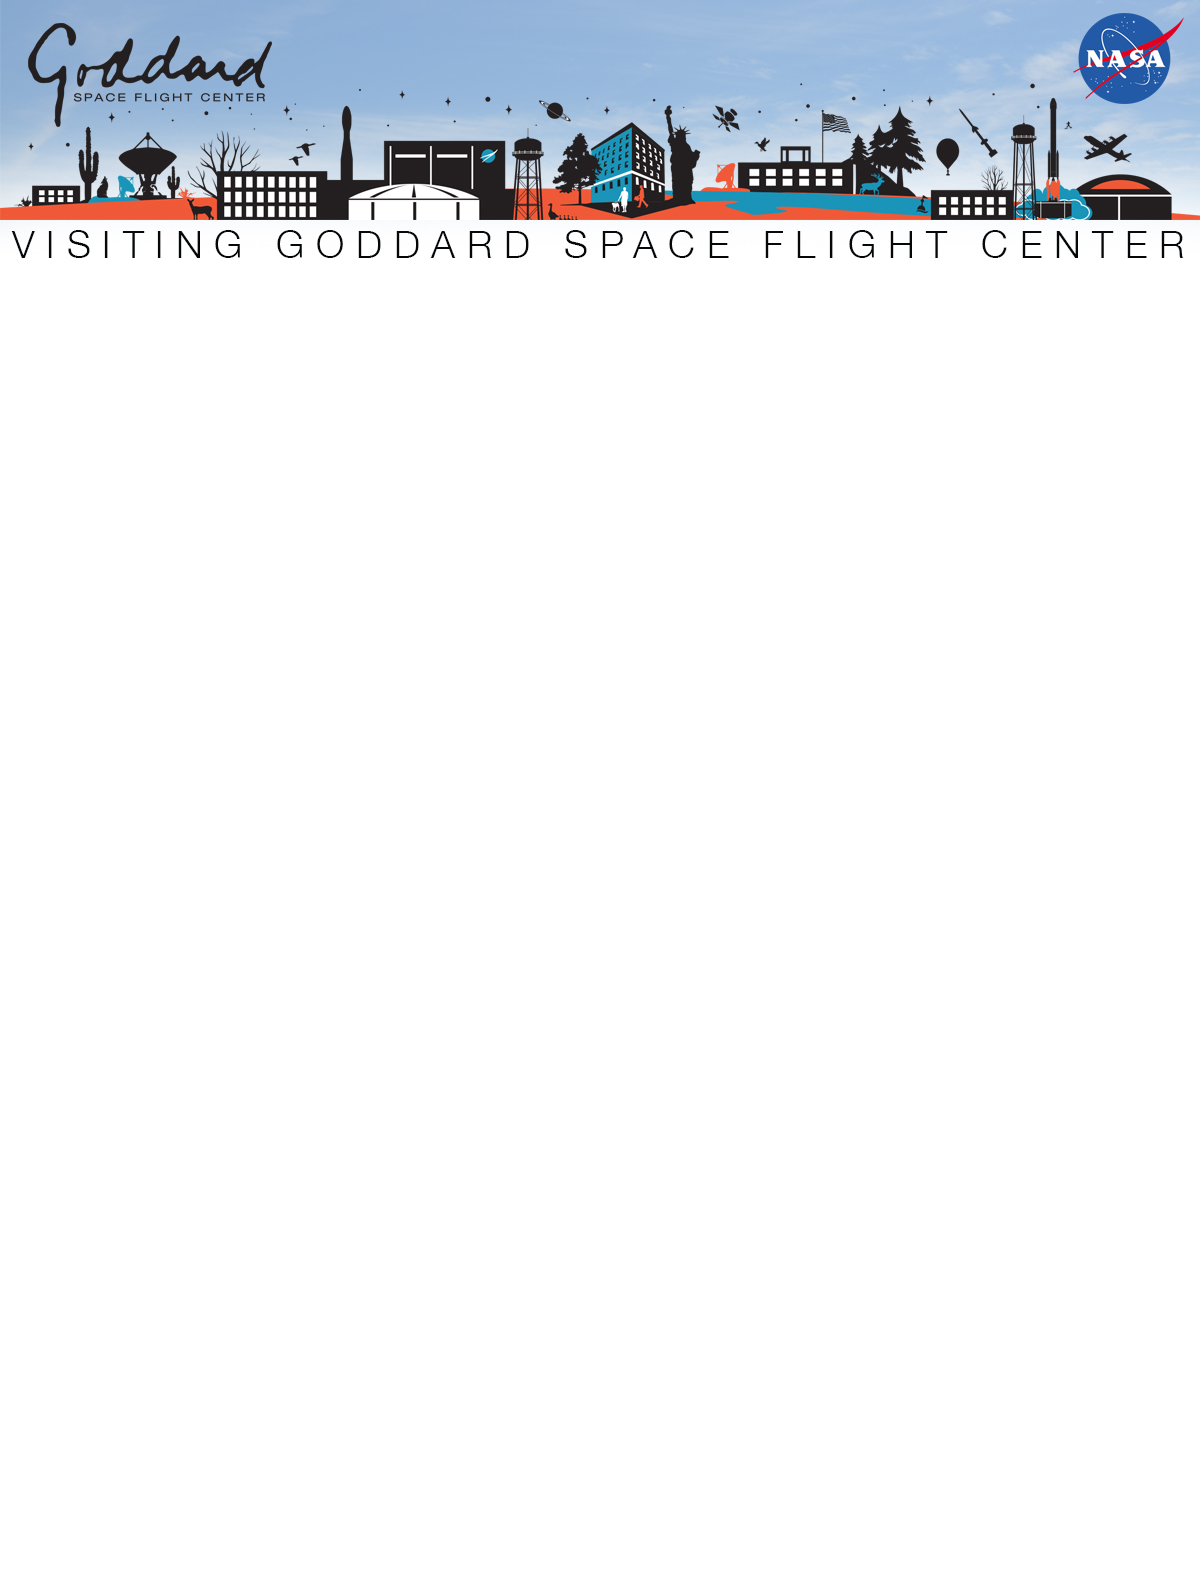 Goddard
SPACE FLIGHT CENTER
NASA
VISITING GODDARD SPACE FLIGHT CENTER